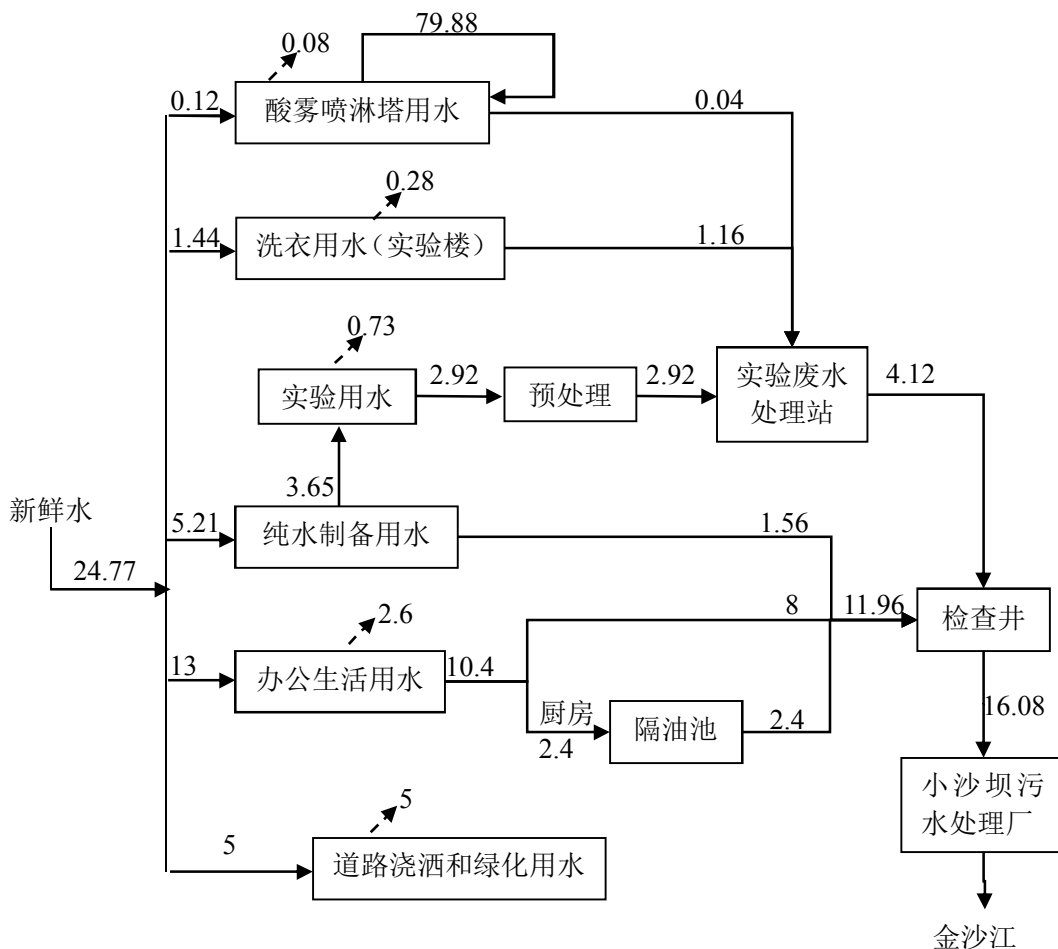 79.88
0.08
0.12
酸雾喷淋塔用水
0.04
0.28
1.44
洗衣用水（实验楼）
1.16
0.73
实验用水
2.92
预处理
2.92
实验废水
处理站
4.12
3.65
新鲜水
5.21
纯水制备用水
1.56
24.77
2.6
8
11.96
检查井
13
办公生活用水
10.4
厨房
2.4
隔油池
2.4
16.08
小沙坝污
水处理厂
5
5
道路浇洒和绿化用水
金沙江